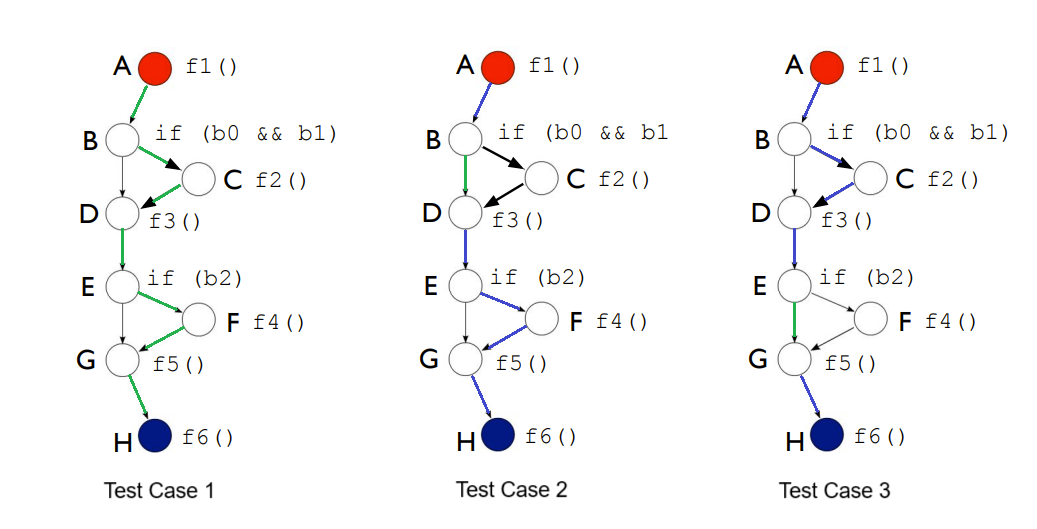 A f1()
B if (b0 && b1)
C f2()
D f3()
E if (b2)
F f4()
G f5()
H f6()
Test Case 1
A f1()
B if (b0 && b1
C f2()
D f3()
E if (b2)
F f4()
G f5()
H f6()
Test Case 2
A f1()
B if (b0 && b1)
C f2()
D f3()
E if (b2)
F f4()
G f5()
H f6()
Test Case 3